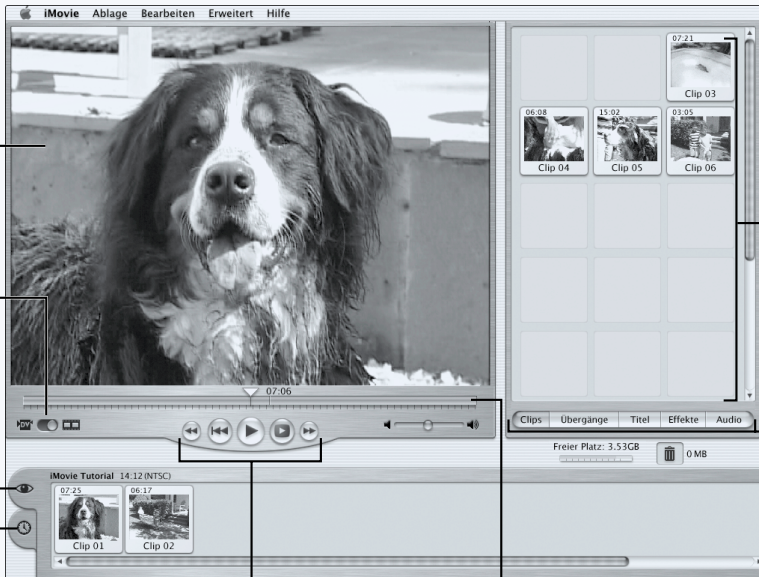 iMovie Ablage Bearbeiten Erweitert Hilfe
07:21
Clip 03
06:08 15:02 03:05
Clip 04 Clip 05 Clip 06
07:06
DV
Clips Übergänge Titel Effekte Audio
Freier Platz: 3.53GB 0 MB
iMovie Tutorial 14:12 (NTSC)
07:25 06:17
Clip 01 Clip 02